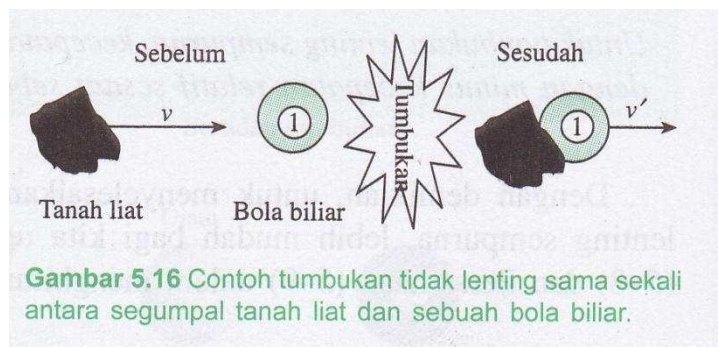 Sebelum
Sesudah
v
1
Tumbukan
1
v′
Tanah liat
Bola biliar
Gambar 5.16 Contoh tumbukan tidak lenting sama sekali
antara segumpal tanah liat dan sebuah bola biliar.